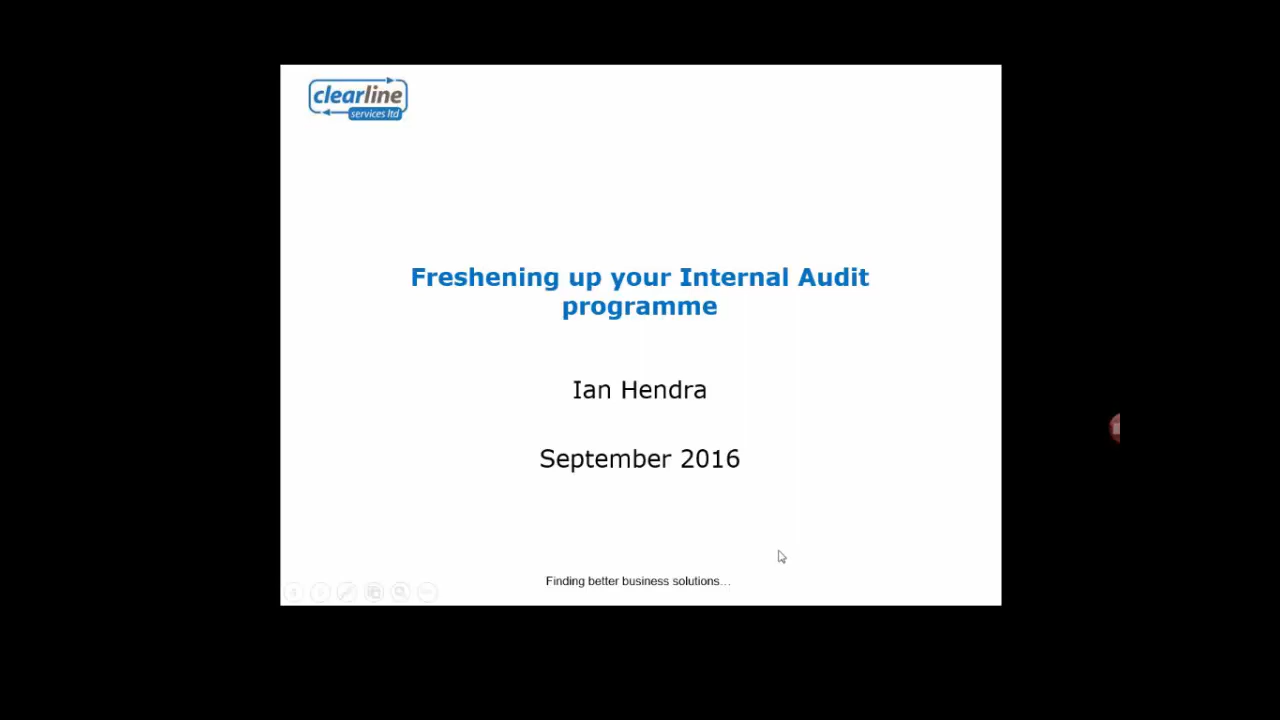 clearline
services ltd
Freshening up your Internal Audit
programme
Ian Hendra
September 2016
Finding better business solutions...